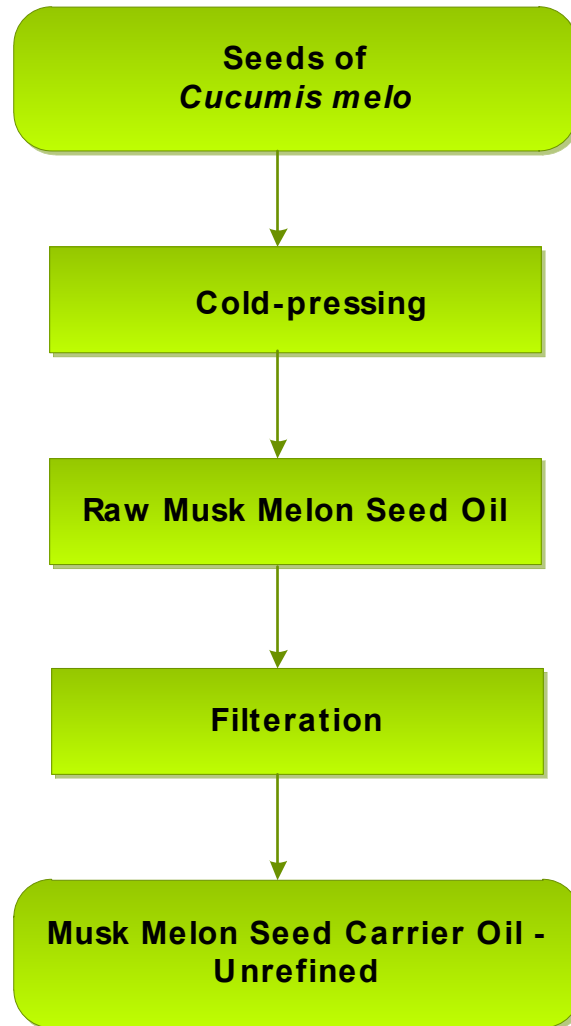 Seeds of
Cucumis melo
Cold-pressing
Raw Musk Melon Seed Oil
Filteration
Musk Melon Seed Carrier Oil -
Unrefined